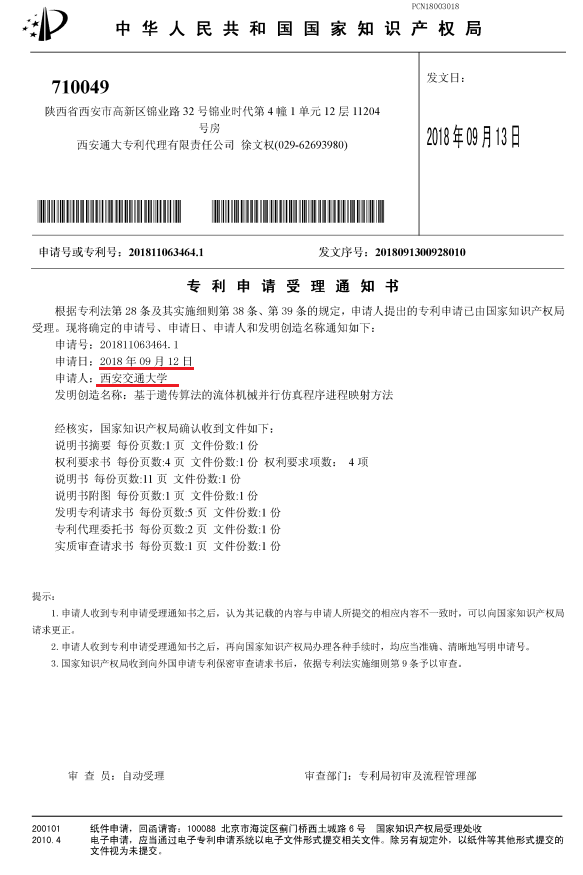 PCN18003018
中华人民共和国国家知识产权局
710049
发文日：
陕西省西安市高新区锦业路 32 号锦业时代第 4 幢 1 单元 12 层 11204
号房
西安通大专利代理有限责任公司 徐文权(029-62693980)
2018 年 09 月 13 日
申请号或专利号：201811063464.1
发文序号：2018091300928010
专利申请受理通知书
根据专利法第 28 条及其实施细则第 38 条、第 39 条的规定，申请人提出的专利申请已由国家知识产权局
受理。现将确定的申请号、申请日、申请人和发明创造名称通知如下：
申请号：201811063464.1
申请日：2018 年 09 月 12 日
申请人：西安交通大学
发明创造名称：基于遗传算法的流体机械并行仿真程序进程映射方法
经核实，国家知识产权局确认收到文件如下：
说明书摘要 每份页数:1 页 文件份数:1 份
权利要求书 每份页数:4 页 文件份数:1 份 权利要求项数： 4 项
说明书 每份页数:11 页 文件份数:1 份
说明书附图 每份页数:1 页 文件份数:1 份
发明专利请求书 每份页数:5 页 文件份数:1 份
专利代理委托书 每份页数:2 页 文件份数:1 份
实质审查请求书 每份页数:1 页 文件份数:1 份
提示：
1. 申请人收到专利申请受理通知书之后，认为其记载的内容与申请人所提交的相应内容不一致时，可以向国家知识产权局
请求更正。
2. 申请人收到专利申请受理通知书之后，再向国家知识产权局办理各种手续时，均应当准确、清晰地写明申请号。
3. 国家知识产权局收到向外国申请专利保密审查请求书后，依据专利法实施细则第 9 条予以审查。
审 查 员：自动受理
审查部门：专利局初审及流程管理部
200101 纸件申请，回函请寄：100088 北京市海淀区蓟门桥西土城路 6 号 国家知识产权局受理处收
2010.4 电子申请，应当通过电子专利申请系统以电子文件形式提交相关文件。除另有规定外，以纸件等其他形式提交的
文件视为未提交。